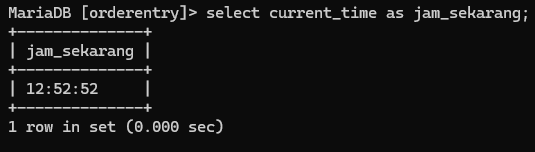 MariaDB [orderentry]> select current_time as jam_sekarang;
+--------------+
| jam_sekarang |
+--------------+
| 12:52:52     |
+--------------+
1 row in set (0.000 sec)